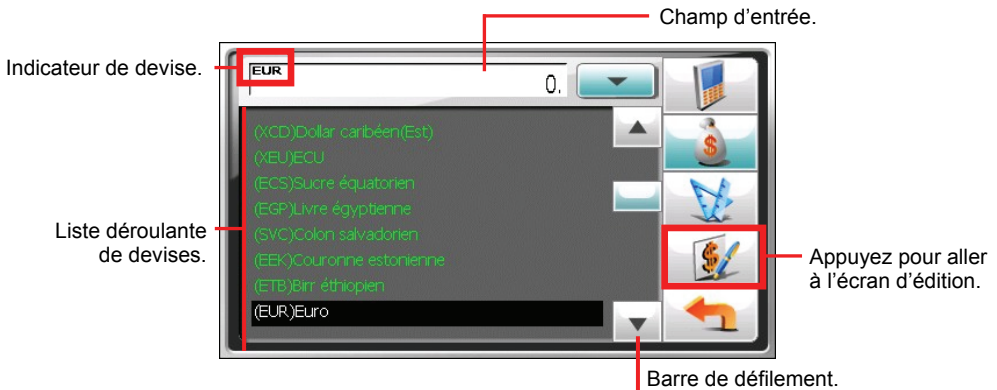 Champ d'entrée.
Indicateur de devise.
EUR
0.
(XCD)Dollar caribéen(Est)
(XEU)ECU
(ECS)Sucre équatorien
(EGP)Livre égyptienne
(SVC)Colon salvadorien
(EEK)Couronne estonienne
(ETB)Birr éthiopien
(EUR)Euro
Liste déroulante
de devises.
$
$
Appuyez pour aller
à l'écran d'édition.
Barre de défilement.